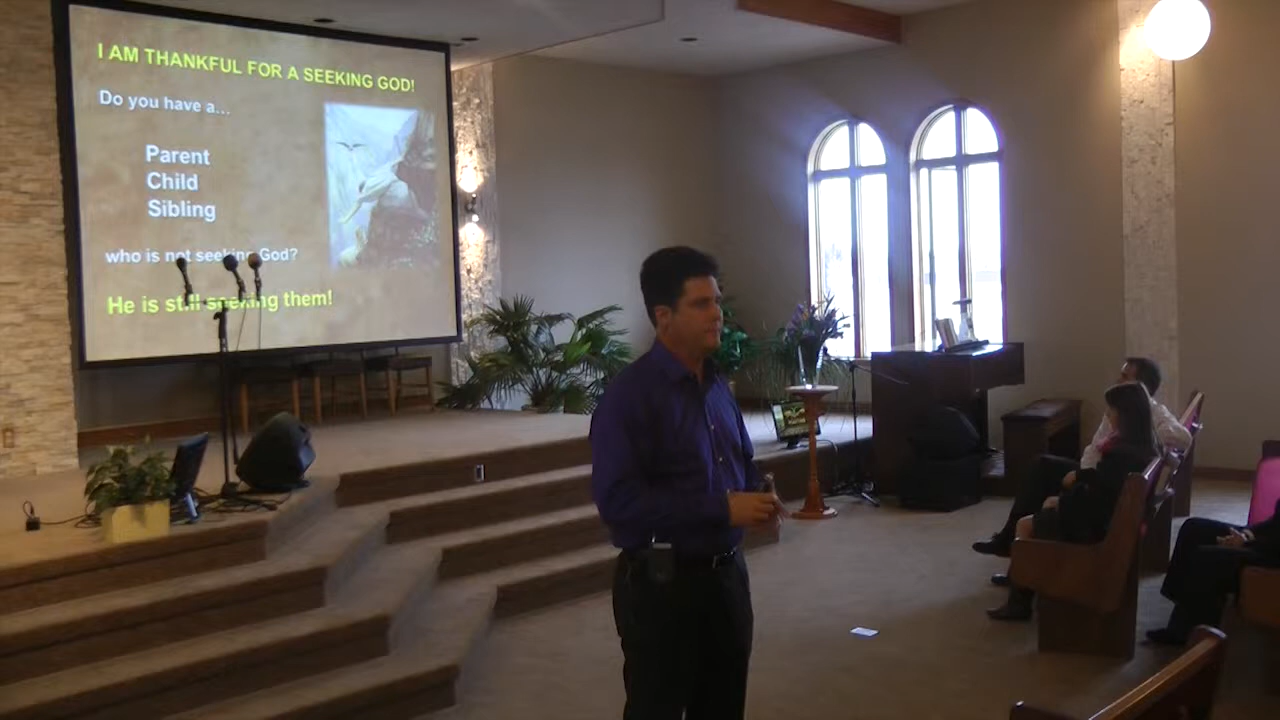 I AM THANKFUL FOR A SEEKING GOD!
Do you have a...
Parent
Child
Sibling
who is not seeking God?
He is still seeking them!